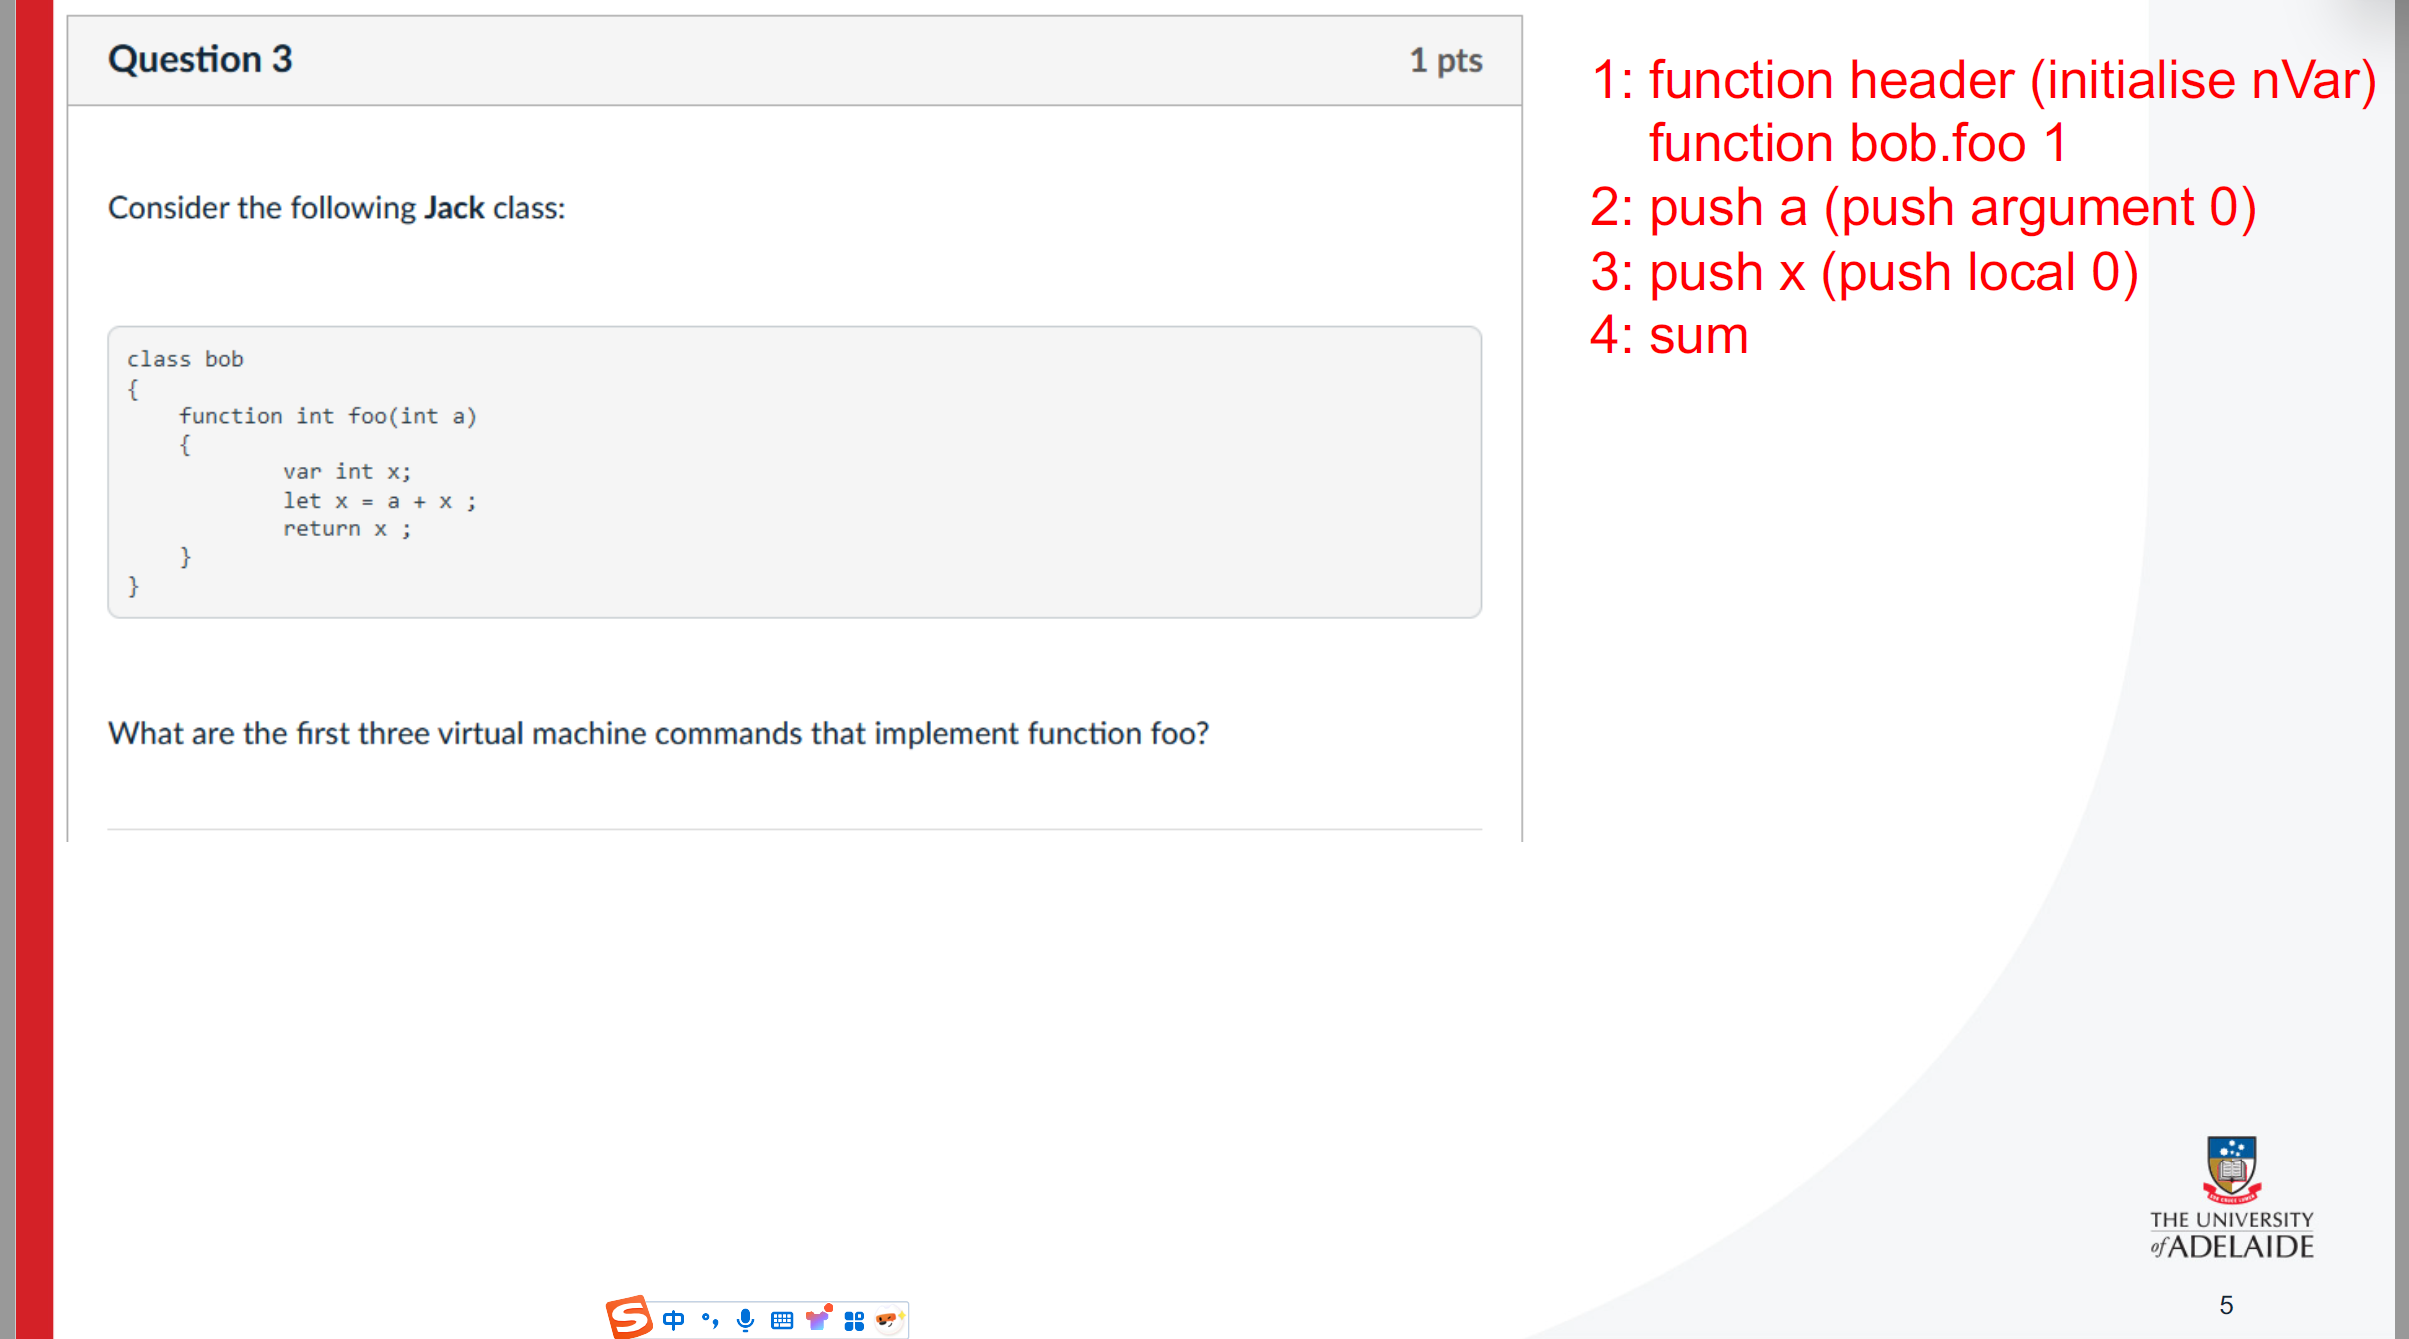 Question 3
1 pts
Consider the following Jack class:
class bob
{
    function int foo(int a)
    {
            var int x;
            let x = a + x ;
            return x ;
    }
}
What are the first three virtual machine commands that implement function foo?
1: function header (initialise nVar)
function bob.foo 1
2: push a (push argument 0)
3: push x (push local 0)
4: sum
THE UNIVERSITY
of ADELAIDE
5
S 中 °,